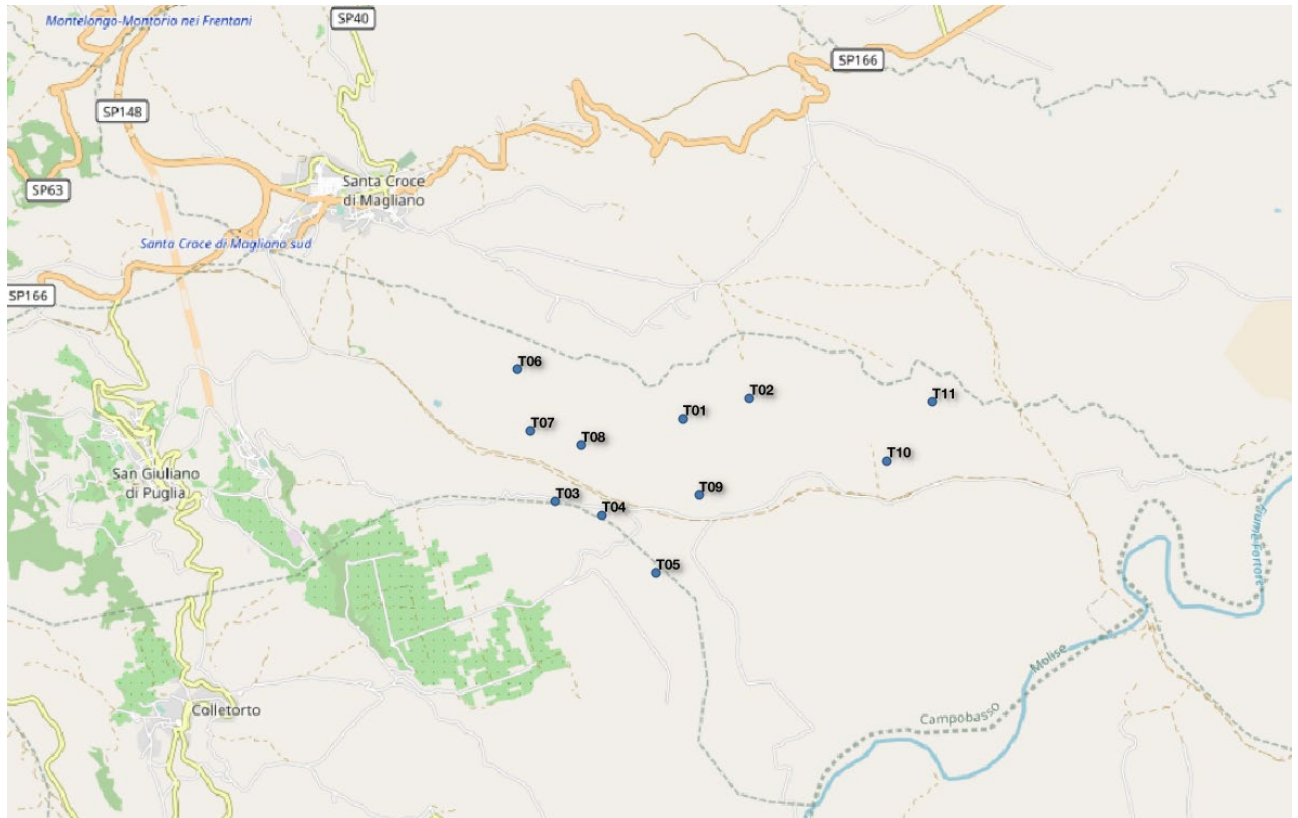 Montelongo-Montorio nei Frentani
SP40
SP166
SP148
SP63
Santa Croce
di Magliano
Santa Croce di Magliano sud
SP166
T06
T02
T11
T01
T07
T08
T10
San Giuliano
di Puglia
T09
T03
T04
T05
Fiume Fortore
Molise
Campobasso
Colletorto